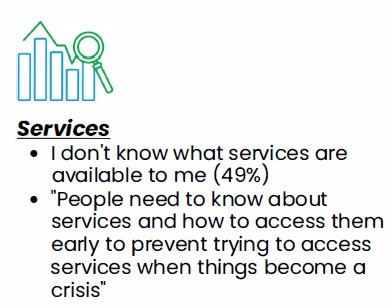 Services
• I don't know what services are
available to me (49%)
• "People need to know about
services and how to access them
early to prevent trying to access
services when things become a
crisis"